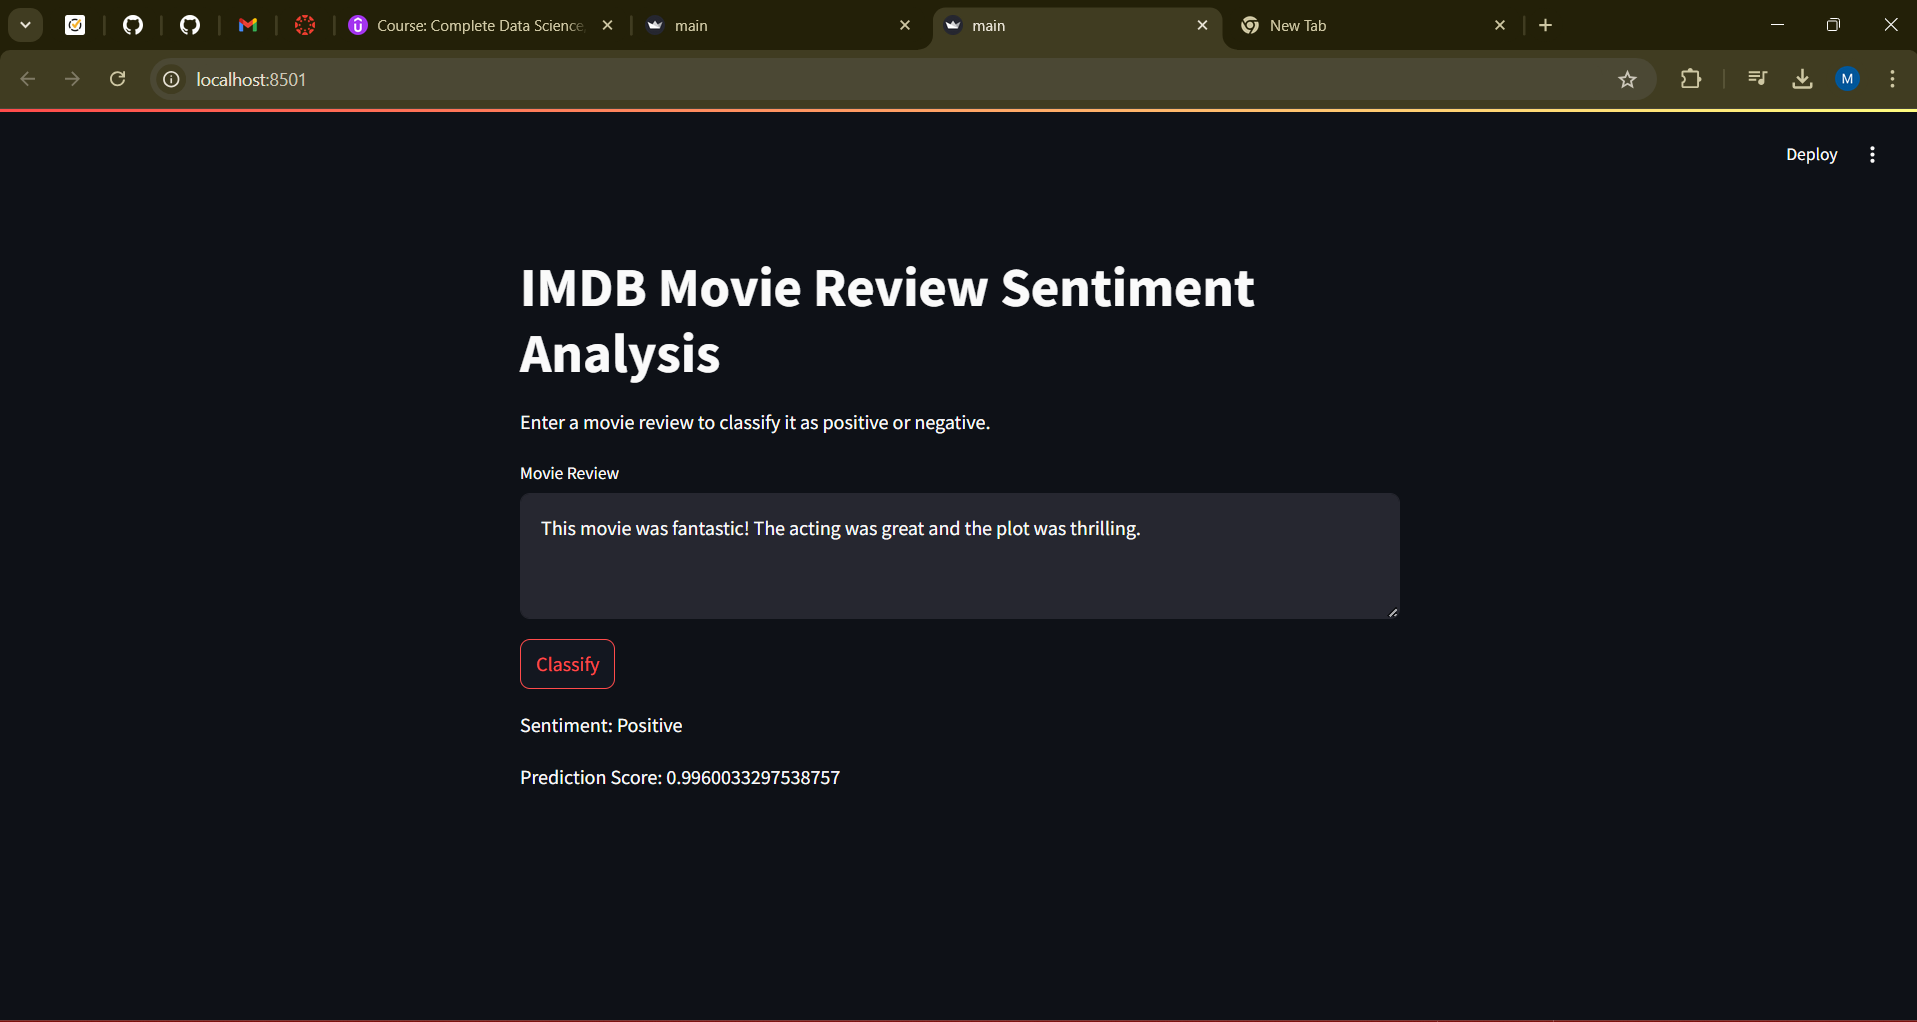 Course: Complete Data Science,
main
main
New Tab
localhost:8501
M
Deploy
IMDB Movie Review Sentiment
Analysis
Enter a movie review to classify it as positive or negative.
Movie Review
This movie was fantastic! The acting was great and the plot was thrilling.
Classify
Sentiment: Positive
Prediction Score: 0.9960033297538757